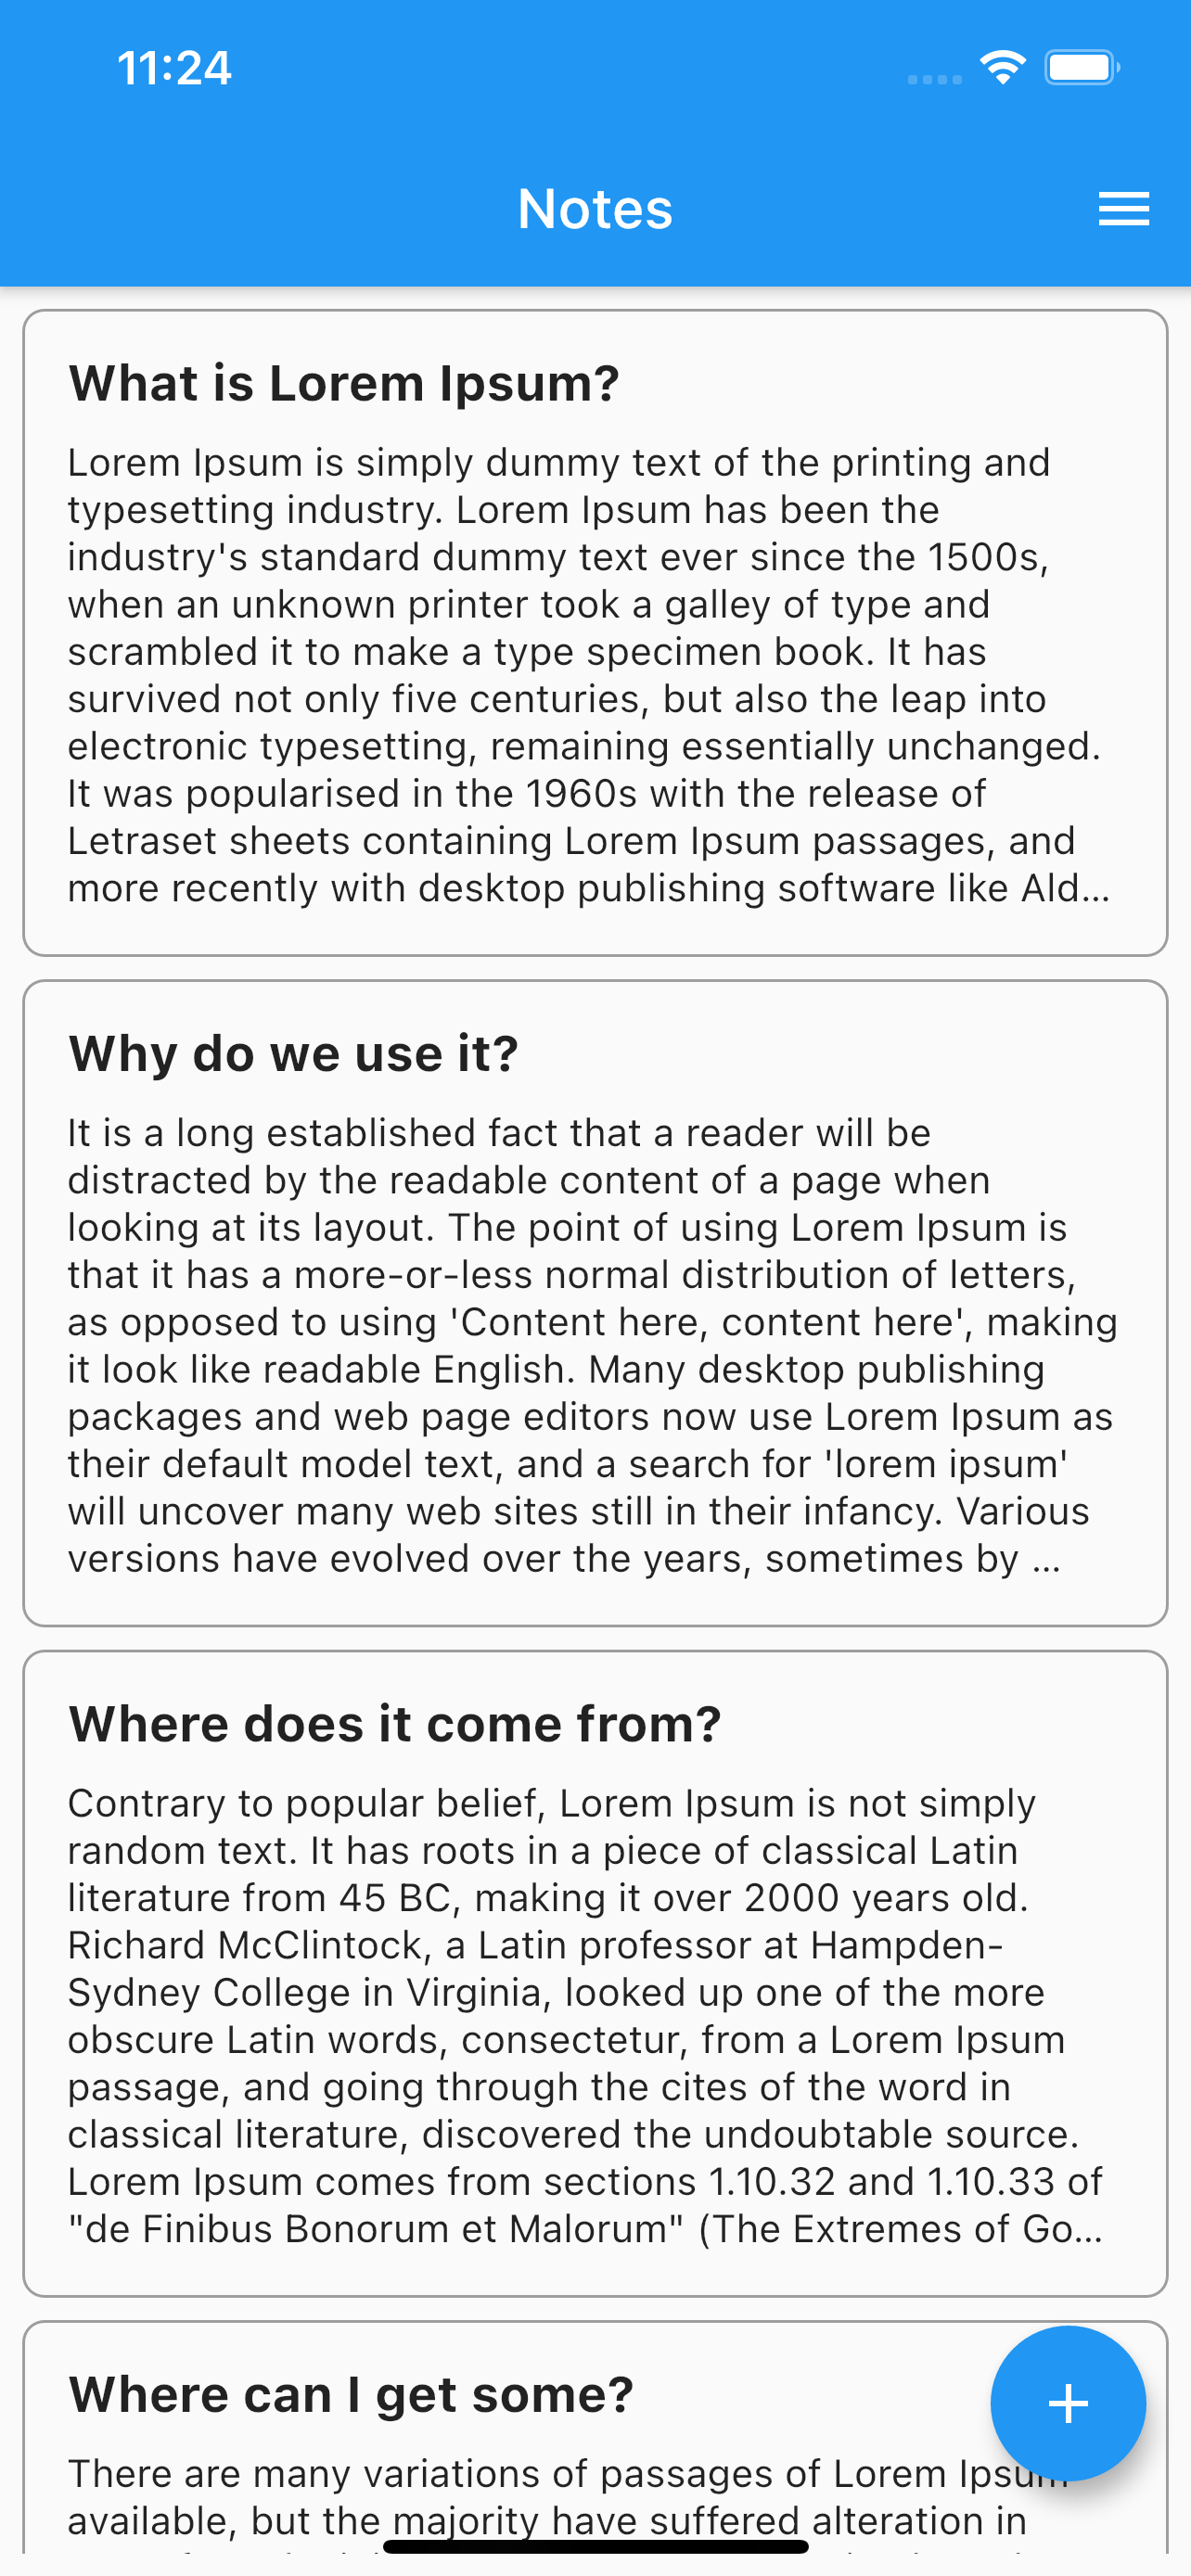 11:24
Notes
What is Lorem Ipsum?
Lorem Ipsum is simply dummy text of the printing and
typesetting industry. Lorem Ipsum has been the
industry's standard dummy text ever since the 1500s,
when an unknown printer took a galley of type and
scrambled it to make a type specimen book. It has
survived not only five centuries, but also the leap into
electronic typesetting, remaining essentially unchanged.
It was popularised in the 1960s with the release of
Letraset sheets containing Lorem Ipsum passages, and
more recently with desktop publishing software like Ald...
Why do we use it?
It is a long established fact that a reader will be
distracted by the readable content of a page when
looking at its layout. The point of using Lorem Ipsum is
that it has a more-or-less normal distribution of letters,
as opposed to using 'Content here, content here', making
it look like readable English. Many desktop publishing
packages and web page editors now use Lorem Ipsum as
their default model text, and a search for 'lorem ipsum'
will uncover many web sites still in their infancy. Various
versions have evolved over the years, sometimes by ...
Where does it come from?
Contrary to popular belief, Lorem Ipsum is not simply
random text. It has roots in a piece of classical Latin
literature from 45 BC, making it over 2000 years old.
Richard McClintock, a Latin professor at Hampden-
Sydney College in Virginia, looked up one of the more
obscure Latin words, consectetur, from a Lorem Ipsum
passage, and going through the cites of the word in
classical literature, discovered the undoubtable source.
Lorem Ipsum comes from sections 1.10.32 and 1.10.33 of
"de Finibus Bonorum et Malorum" (The Extremes of Go...
Where can I get some?
There are many variations of passages of Lorem Ipsum
available, but the majority have suffered alteration in